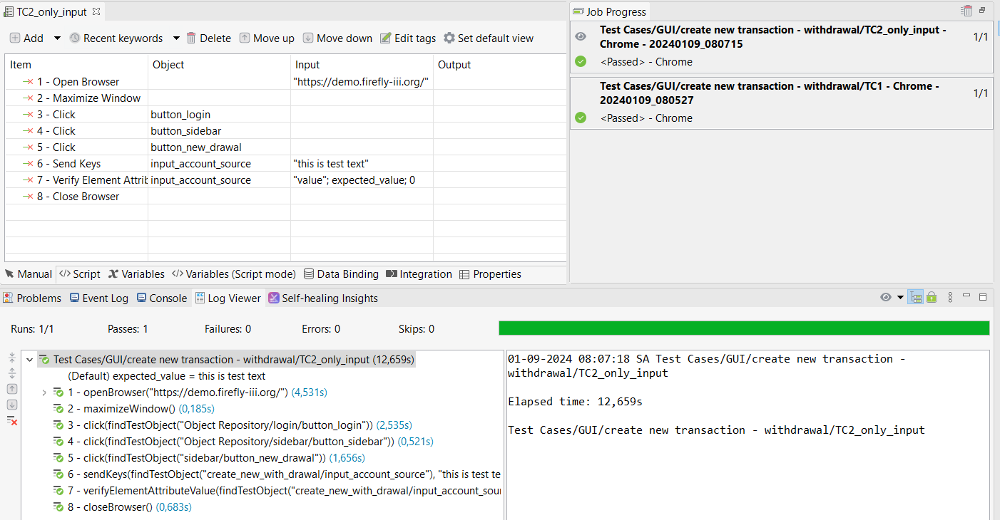 TC2_only_input
Add Recent keywords Delete Move up Move down Edit tags Set default view
Item Object Input Output
1 - Open Browser "https://demo.firefly-iii.org/"
2 - Maximize Window
3 - Click button_login
4 - Click button_sidebar
5 - Click button_new_drawal
6 - Send Keys input_account_source "this is test text"
7 - Verify Element Attrib input_account_source "value"; expected_value; 0
8 - Close Browser
Manual Script Variables Variables (Script mode) Data Binding Integration Properties
Job Progress
Test Cases/GUI/create new transaction - withdrawal/TC2_only_input -
Chrome - 20240109_080715
1/1
<Passed> - Chrome
Test Cases/GUI/create new transaction - withdrawal/TC1 - Chrome -
20240109_080527
1/1
<Passed> - Chrome
Problems Event Log Console Log Viewer Self-healing Insights
Runs: 1/1 Passes: 1 Failures: 0 Errors: 0 Skips: 0
Test Cases/GUI/create new transaction - withdrawal/TC2_only_input (12,659s)
(Default) expected_value = this is test text
1 - openBrowser("https://demo.firefly-iii.org/") (4,531s)
2 - maximizeWindow() (0,185s)
3 - click(findTestObject("Object Repository/login/button_login")) (2,535s)
4 - click(findTestObject("Object Repository/sidebar/button_sidebar")) (0,521s)
5 - click(findTestObject("sidebar/button_new_drawal")) (1,656s)
6 - sendKeys(findTestObject("create_new_with_drawal/input_account_source"), "this is test te
7 - verifyElementAttributeValue(findTestObject("create_new_with_drawal/input_account_sour
8 - closeBrowser() (0,683s)
01-09-2024 08:07:18 SA Test Cases/GUI/create new transaction -
withdrawal/TC2_only_input
Elapsed time: 12,659s
Test Cases/GUI/create new transaction - withdrawal/TC2_only_input